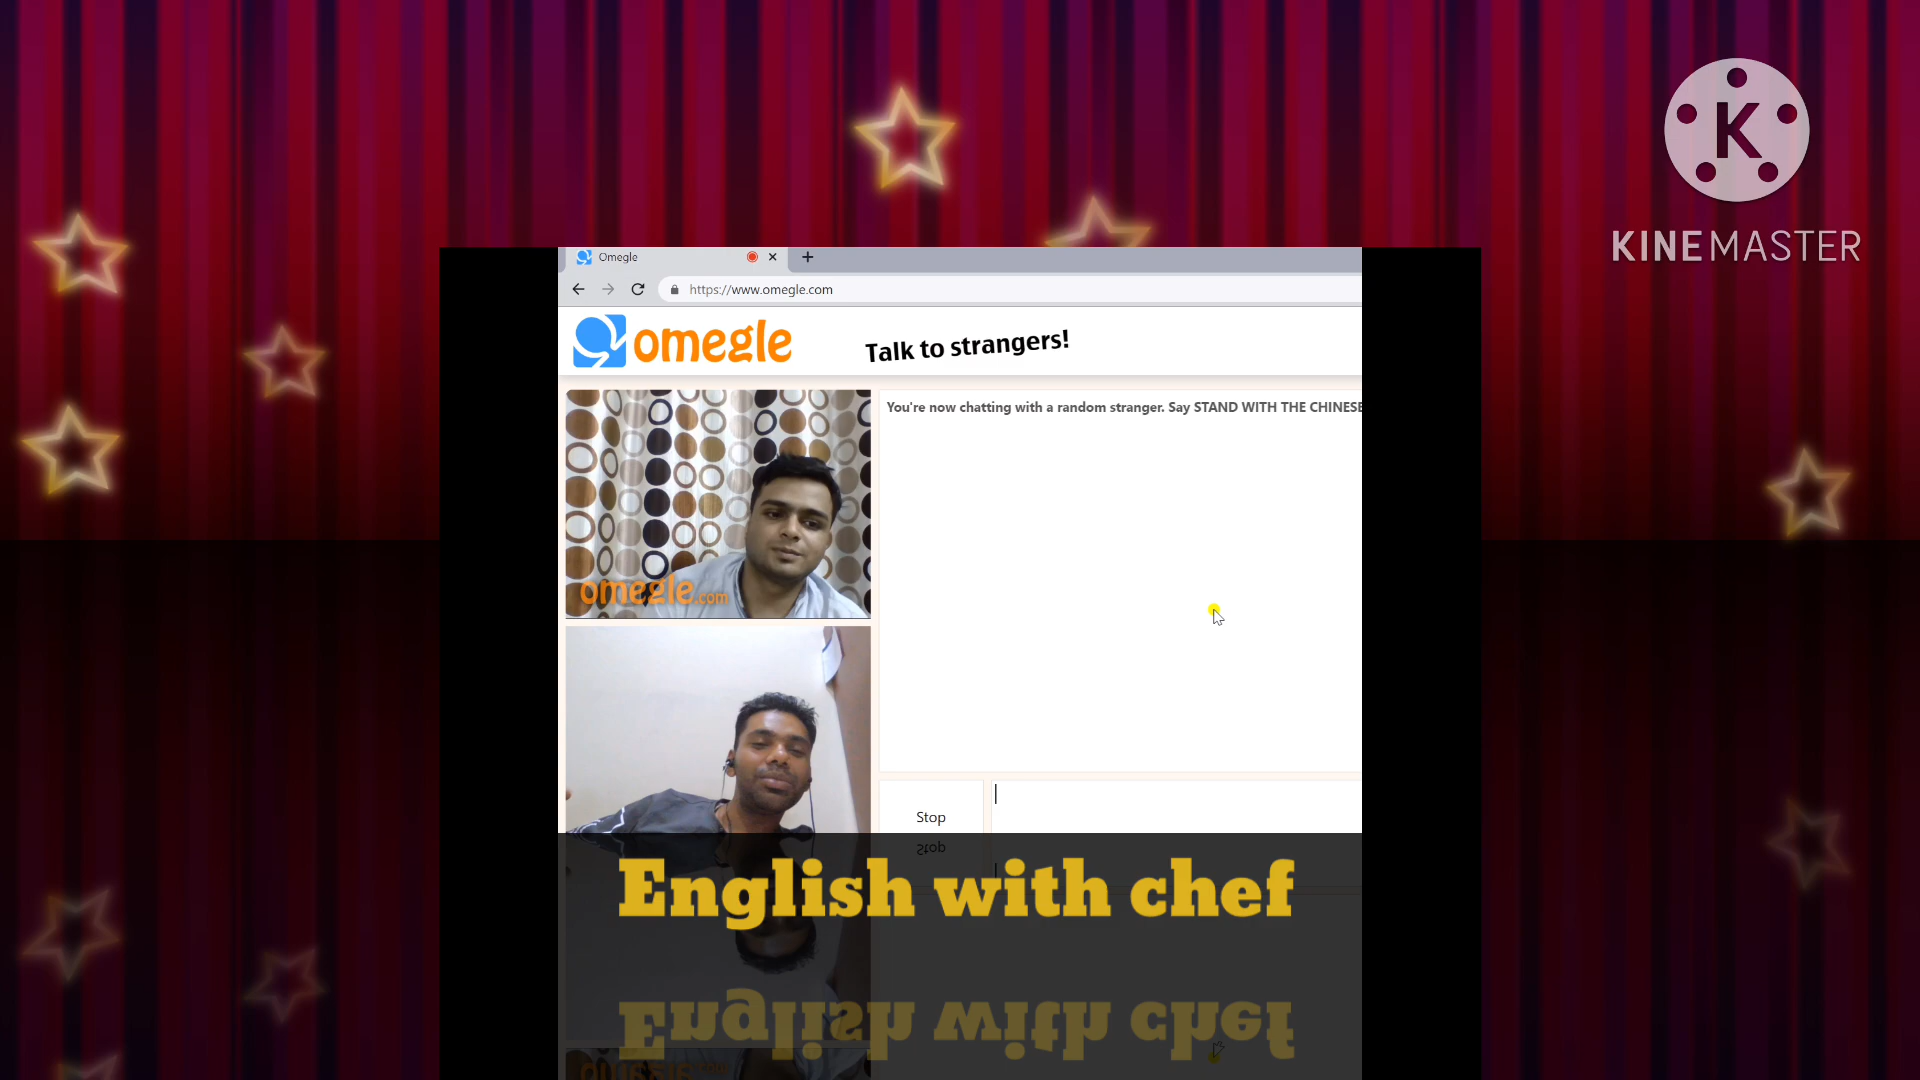 K
KINEMASTER
Omegle
https://www.omegle.com
omegle
Talk to strangers!
You're now chatting with a random stranger. Say STAND WITH THE CHINESE
omegle.com
Stop
English with chef